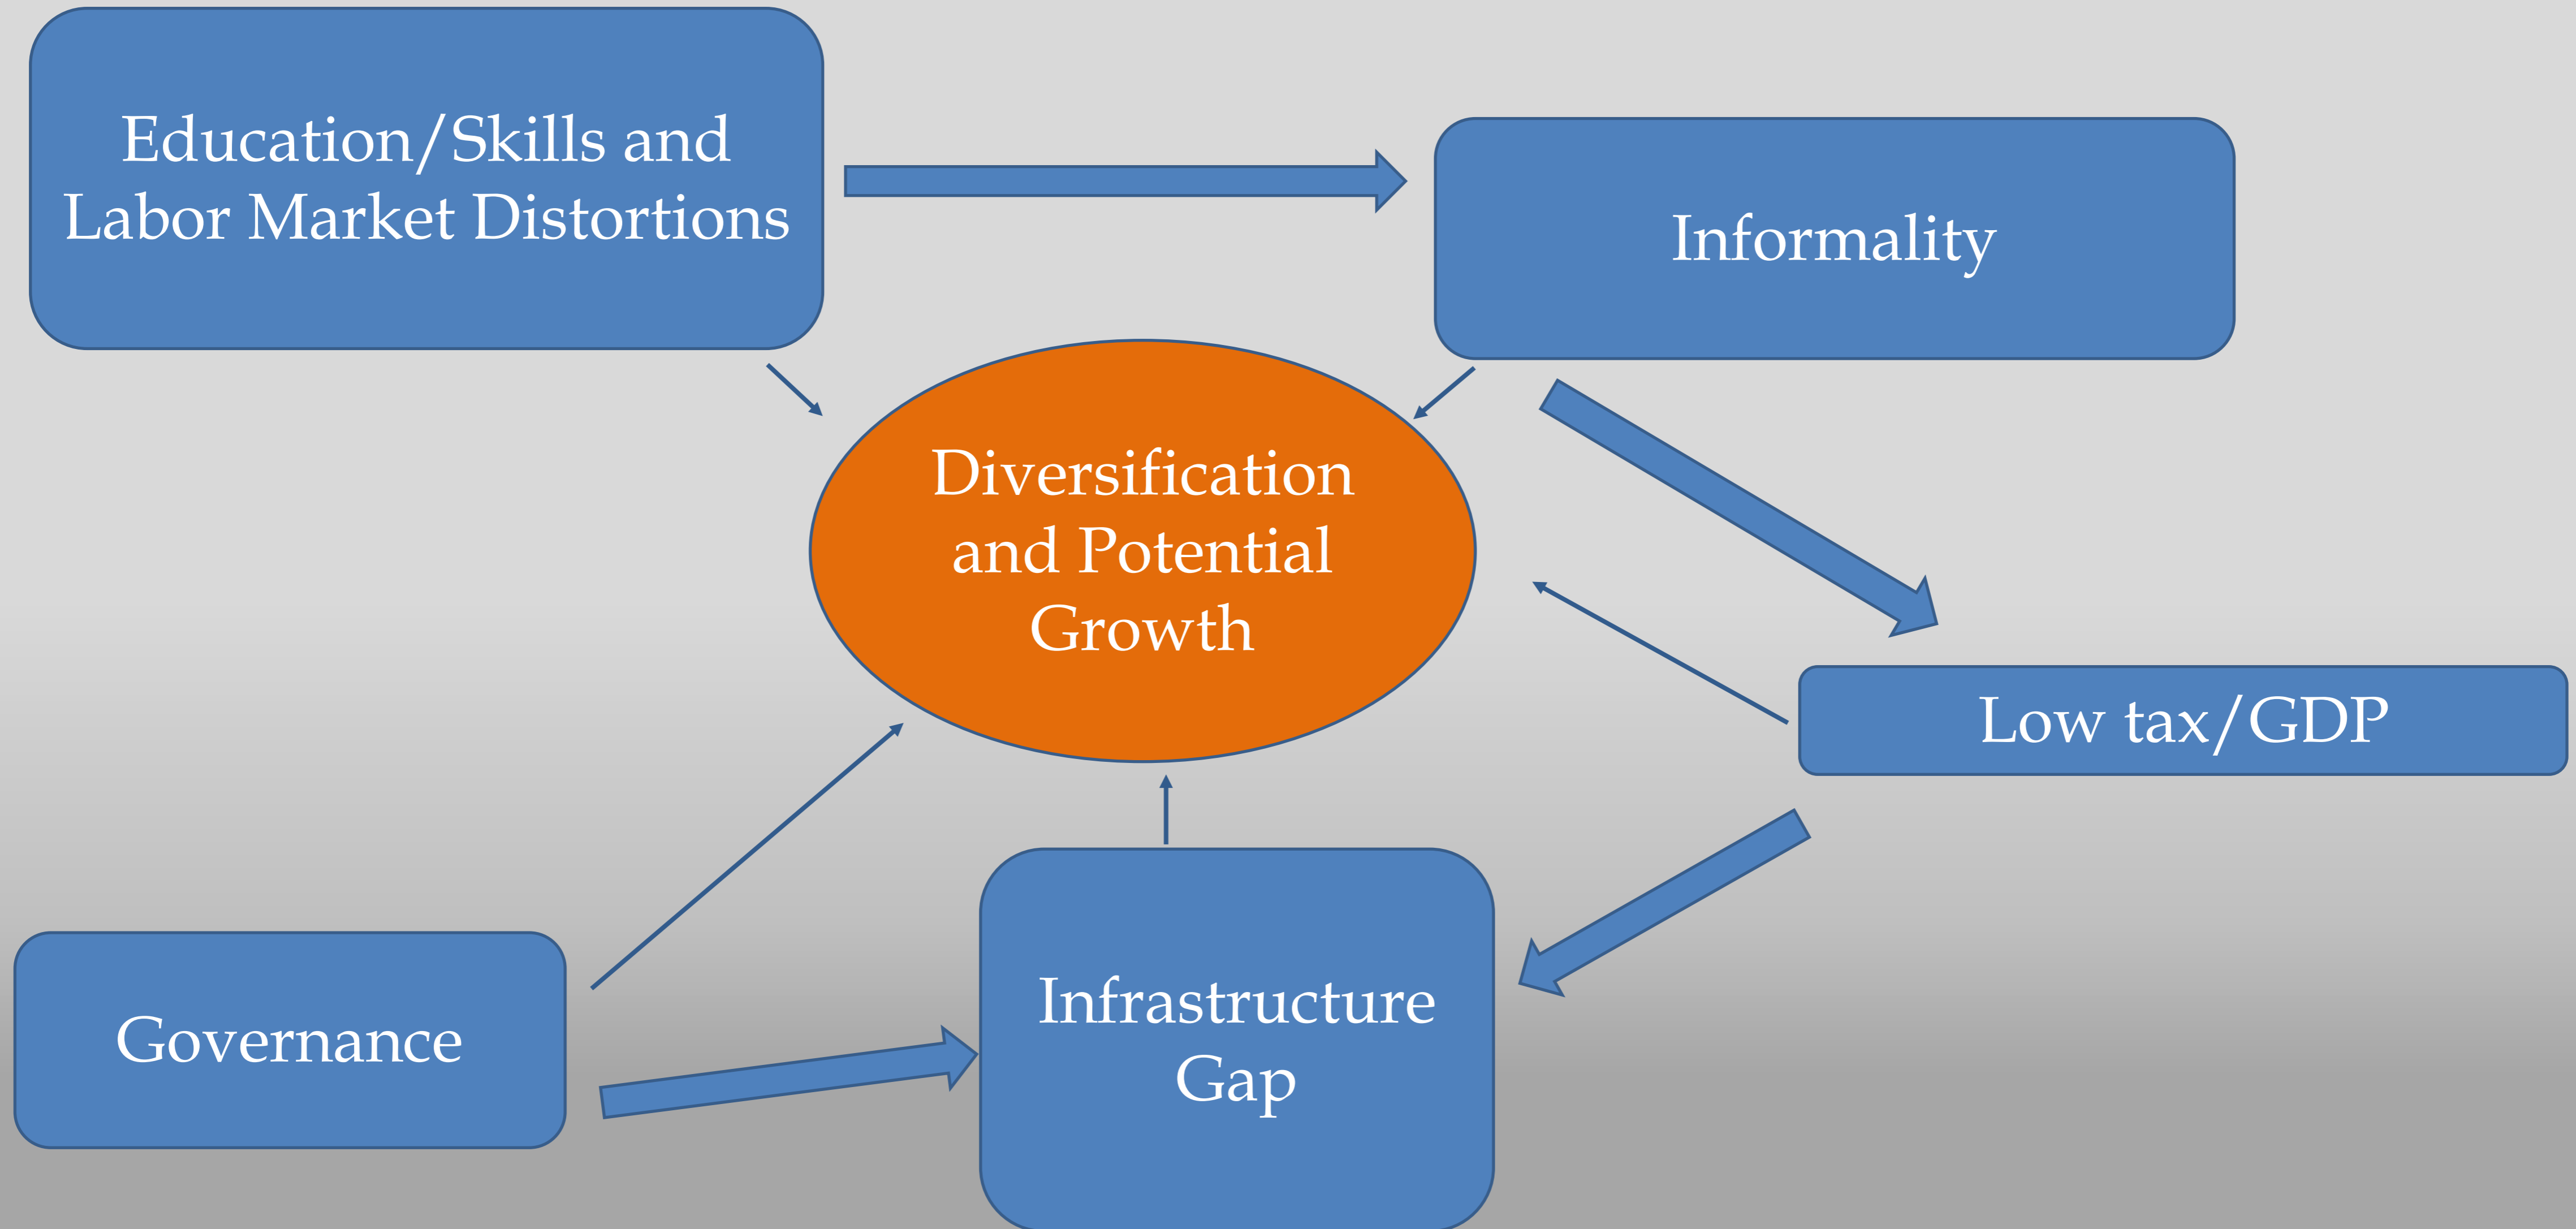 Education/Skills and
Labor Market Distortions
Informality
Diversification
and Potential
Growth
Low tax/GDP
Infrastructure
Gap
Governance